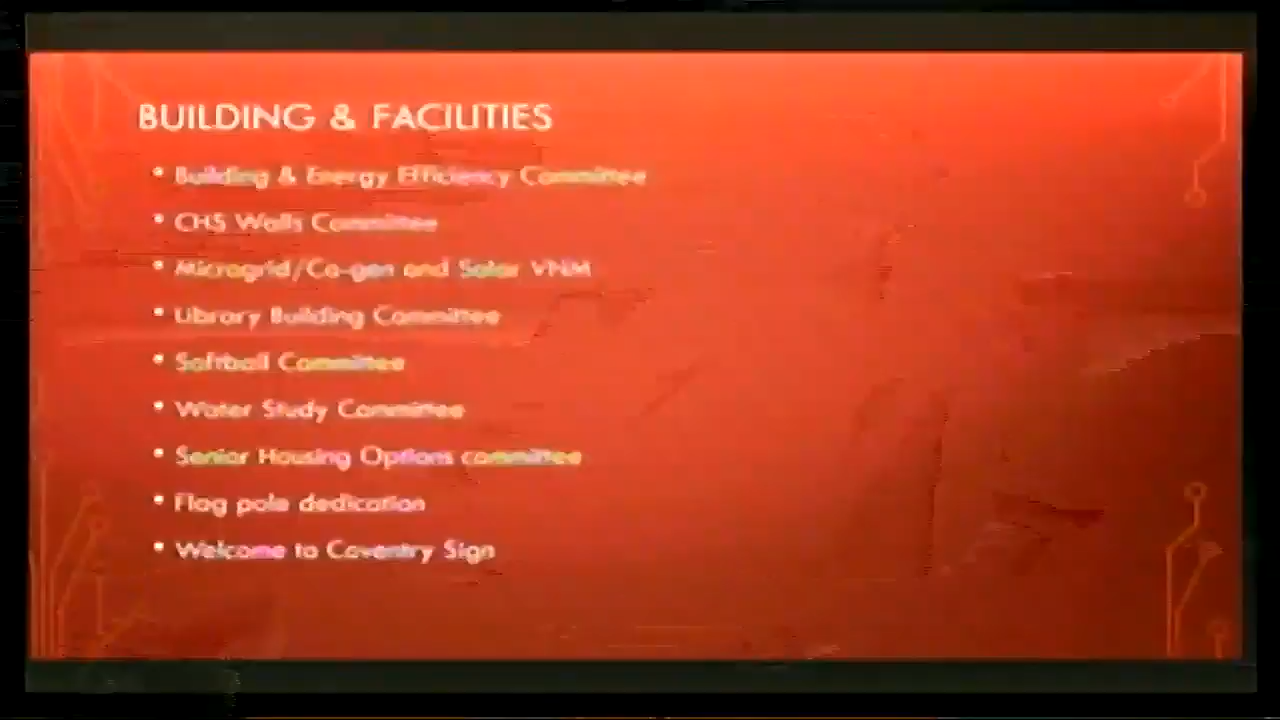 BUILDING & FACILITIES
• Building & Energy Efficiency Committee
• CHS Walls Committee
• Microgrid/Co-gen and Solar VNM
• Library Building Committee
• Softball Committee
• Water Study Committee
• Senior Housing Options committee
• Flag pole dedication
• Welcome to Coventry Sign